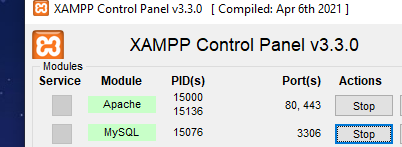 XAMPP Control Panel v3.3.0 [ Compiled: Apr 6th 2021 ]
XAMPP Control Panel v3.3.0
Modules
Service Module PID(s) Port(s) Actions
Apache 15000 15136 80, 443 Stop
MySQL 15076 3306 Stop